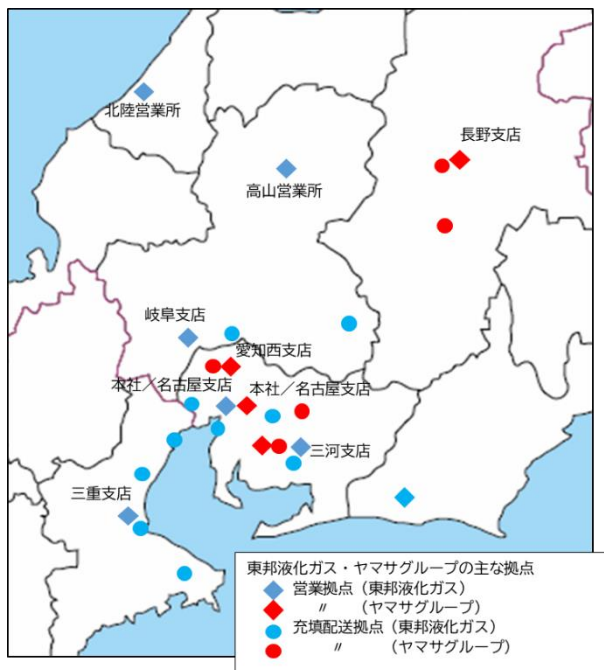 北陸営業所
長野支店
高山営業所
岐阜支店
愛知西支店
本社／名古屋支店
本社／名古屋支店
三河支店
三重支店
東邦液化ガス・ヤマサグループの主な拠点
営業拠点（東邦液化ガス）
〃　（ヤマサグループ）
充填配送拠点（東邦液化ガス）
〃　（ヤマサグループ）